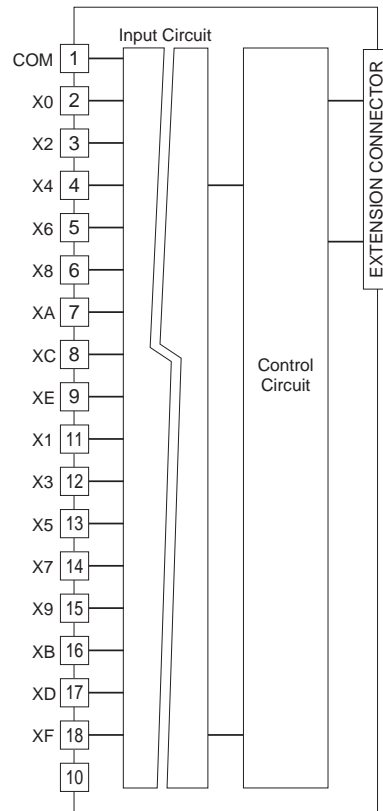 Input Circuit
COM 1
X0 2
X2 3
X4 4
X6 5
X8 6
XA 7
XC 8
XE 9
X1 11
X3 12
X5 13
X7 14
X9 15
XB 16
XD 17
XF 18
10
Control
Circuit
EXTENSION CONNECTOR